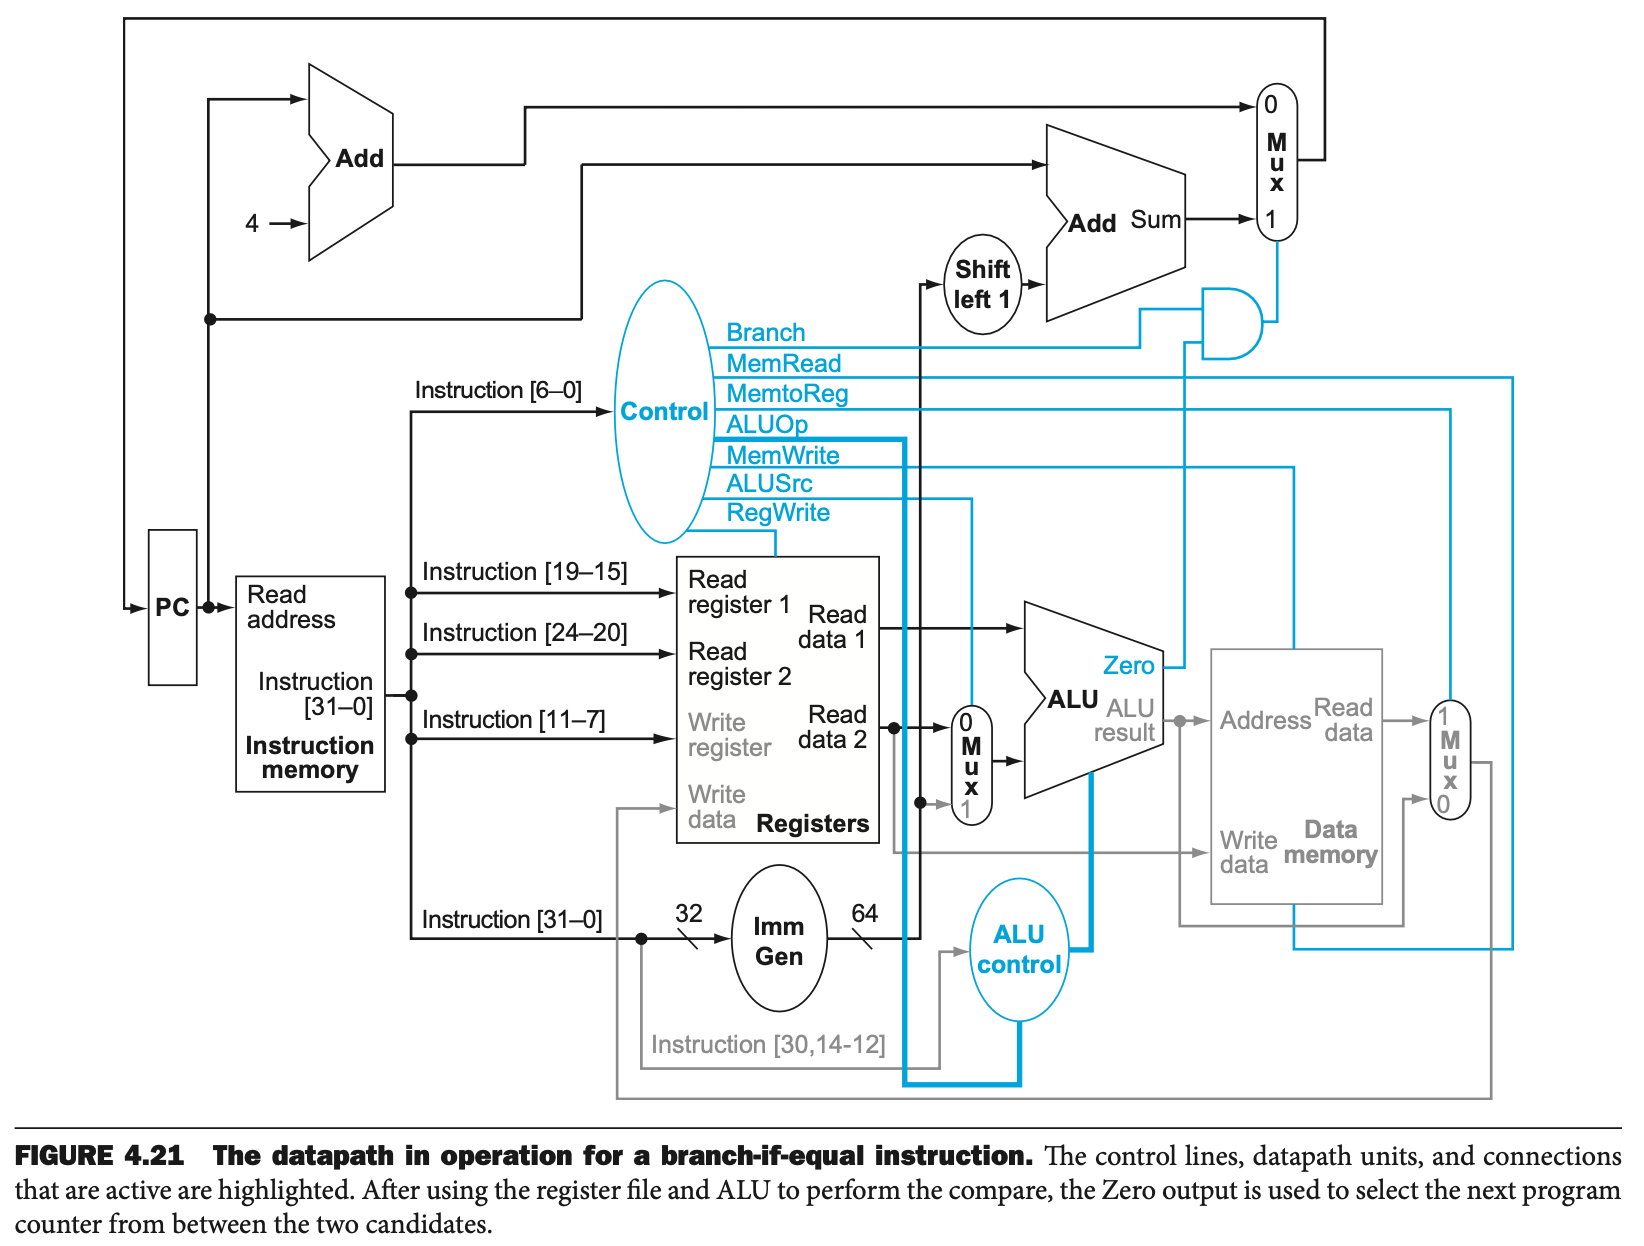 0
M
u
x
1
Add
4
Add Sum
Shift
left 1
Branch
MemRead
MemtoReg
ALUOp
MemWrite
ALUSrc
RegWrite
Control
Instruction [6–0]
PC
Read
address
Instruction
[31–0]
Instruction
memory
Instruction [19–15]
Instruction [24–20]
Instruction [11–7]
Instruction [31–0]
Read
register 1
Read
register 2
Write
register
Write
data
Read
data 1
Read
data 2
Registers
0
M
u
x
1
Zero
ALU
ALU
result
Address
Read
data
Write
data
Data
memory
1
M
u
x
0
32
Imm
Gen
64
ALU
control
Instruction [30,14-12]
FIGURE 4.21 The datapath in operation for a branch-if-equal instruction. The control lines, datapath units, and connections
that are active are highlighted. After using the register file and ALU to perform the compare, the Zero output is used to select the next program
counter from between the two candidates.